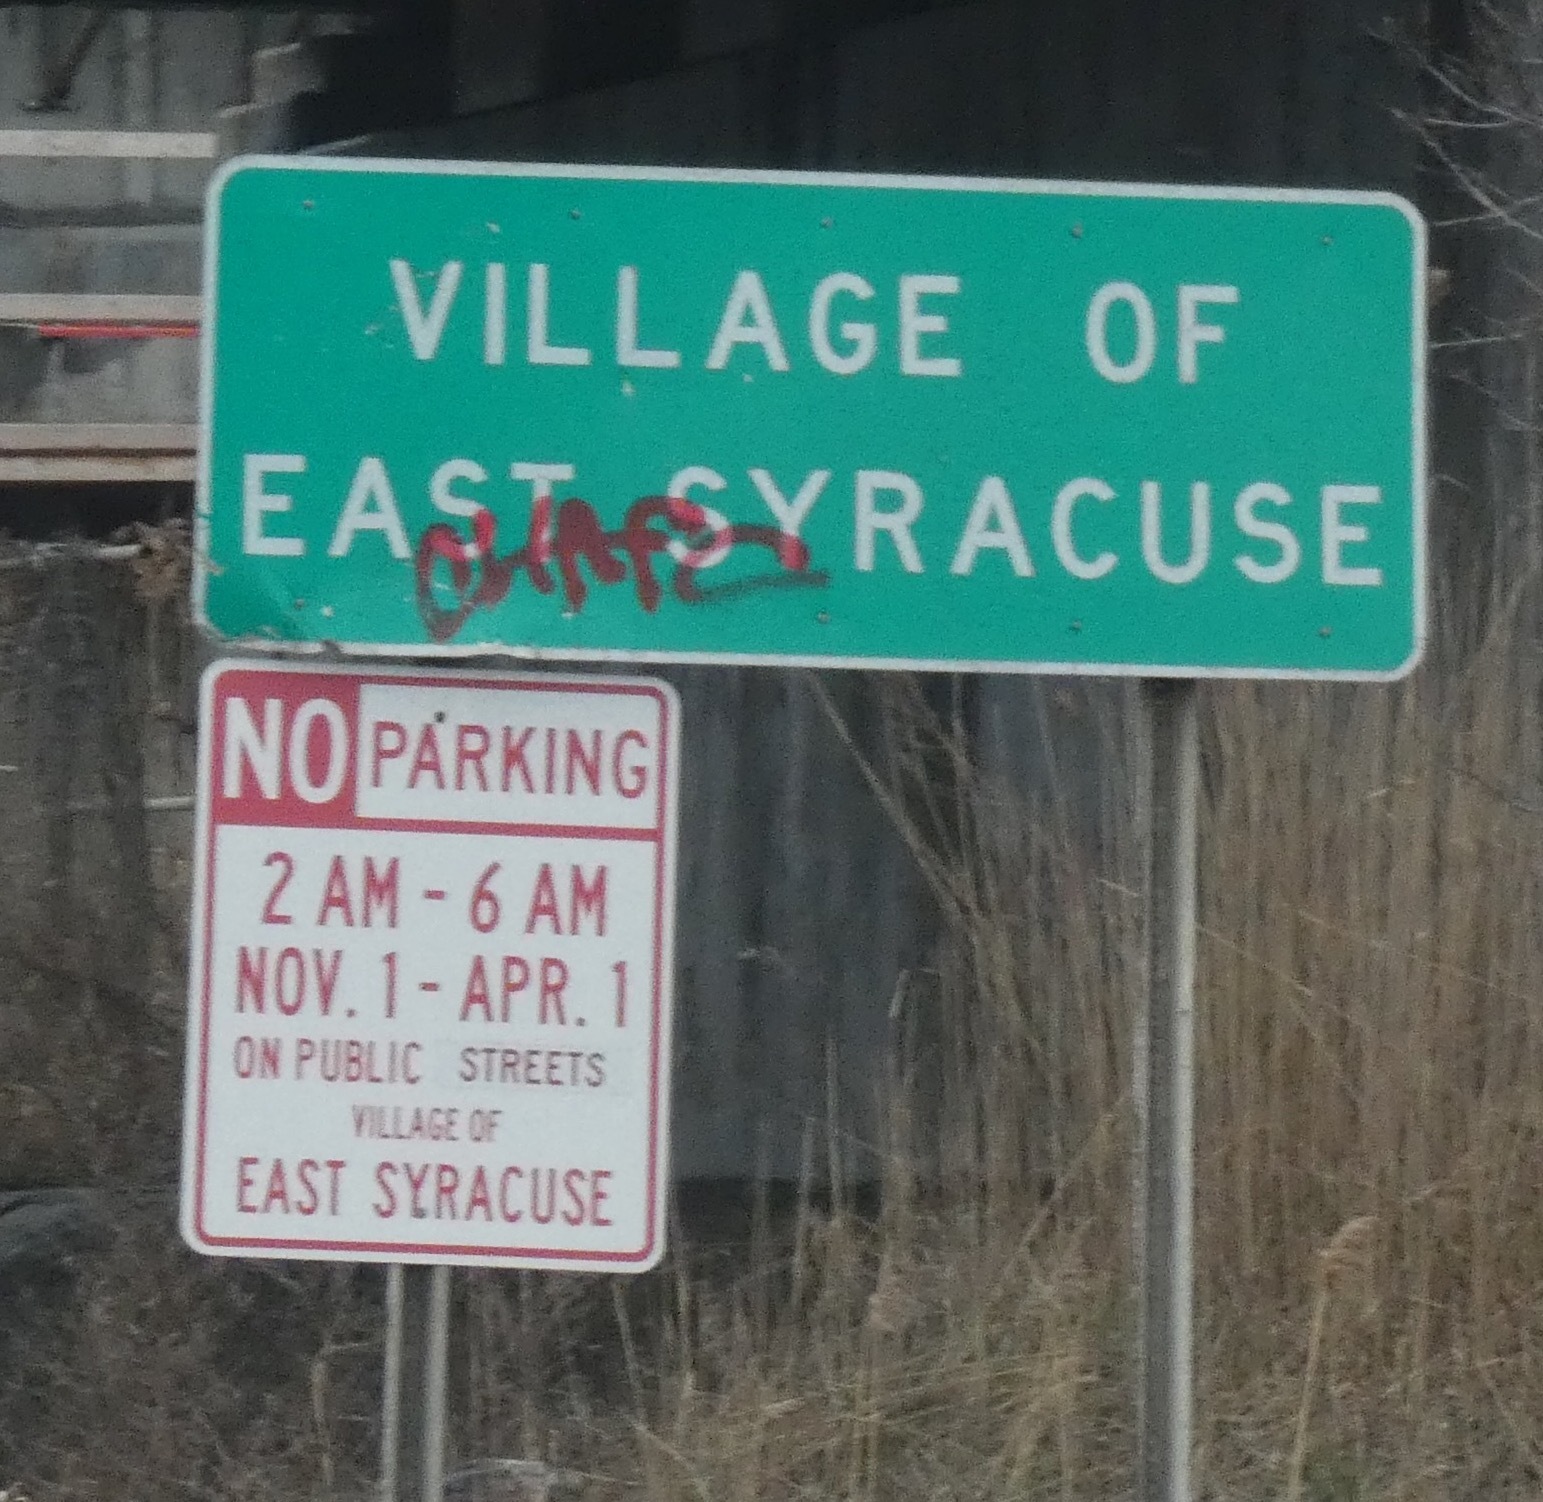 VILLAGE OF
EAST SYRACUSE
NO PARKING
2 AM - 6 AM
NOV. 1 - APR. 1
ON PUBLIC STREETS
VILLAGE OF
EAST SYRACUSE